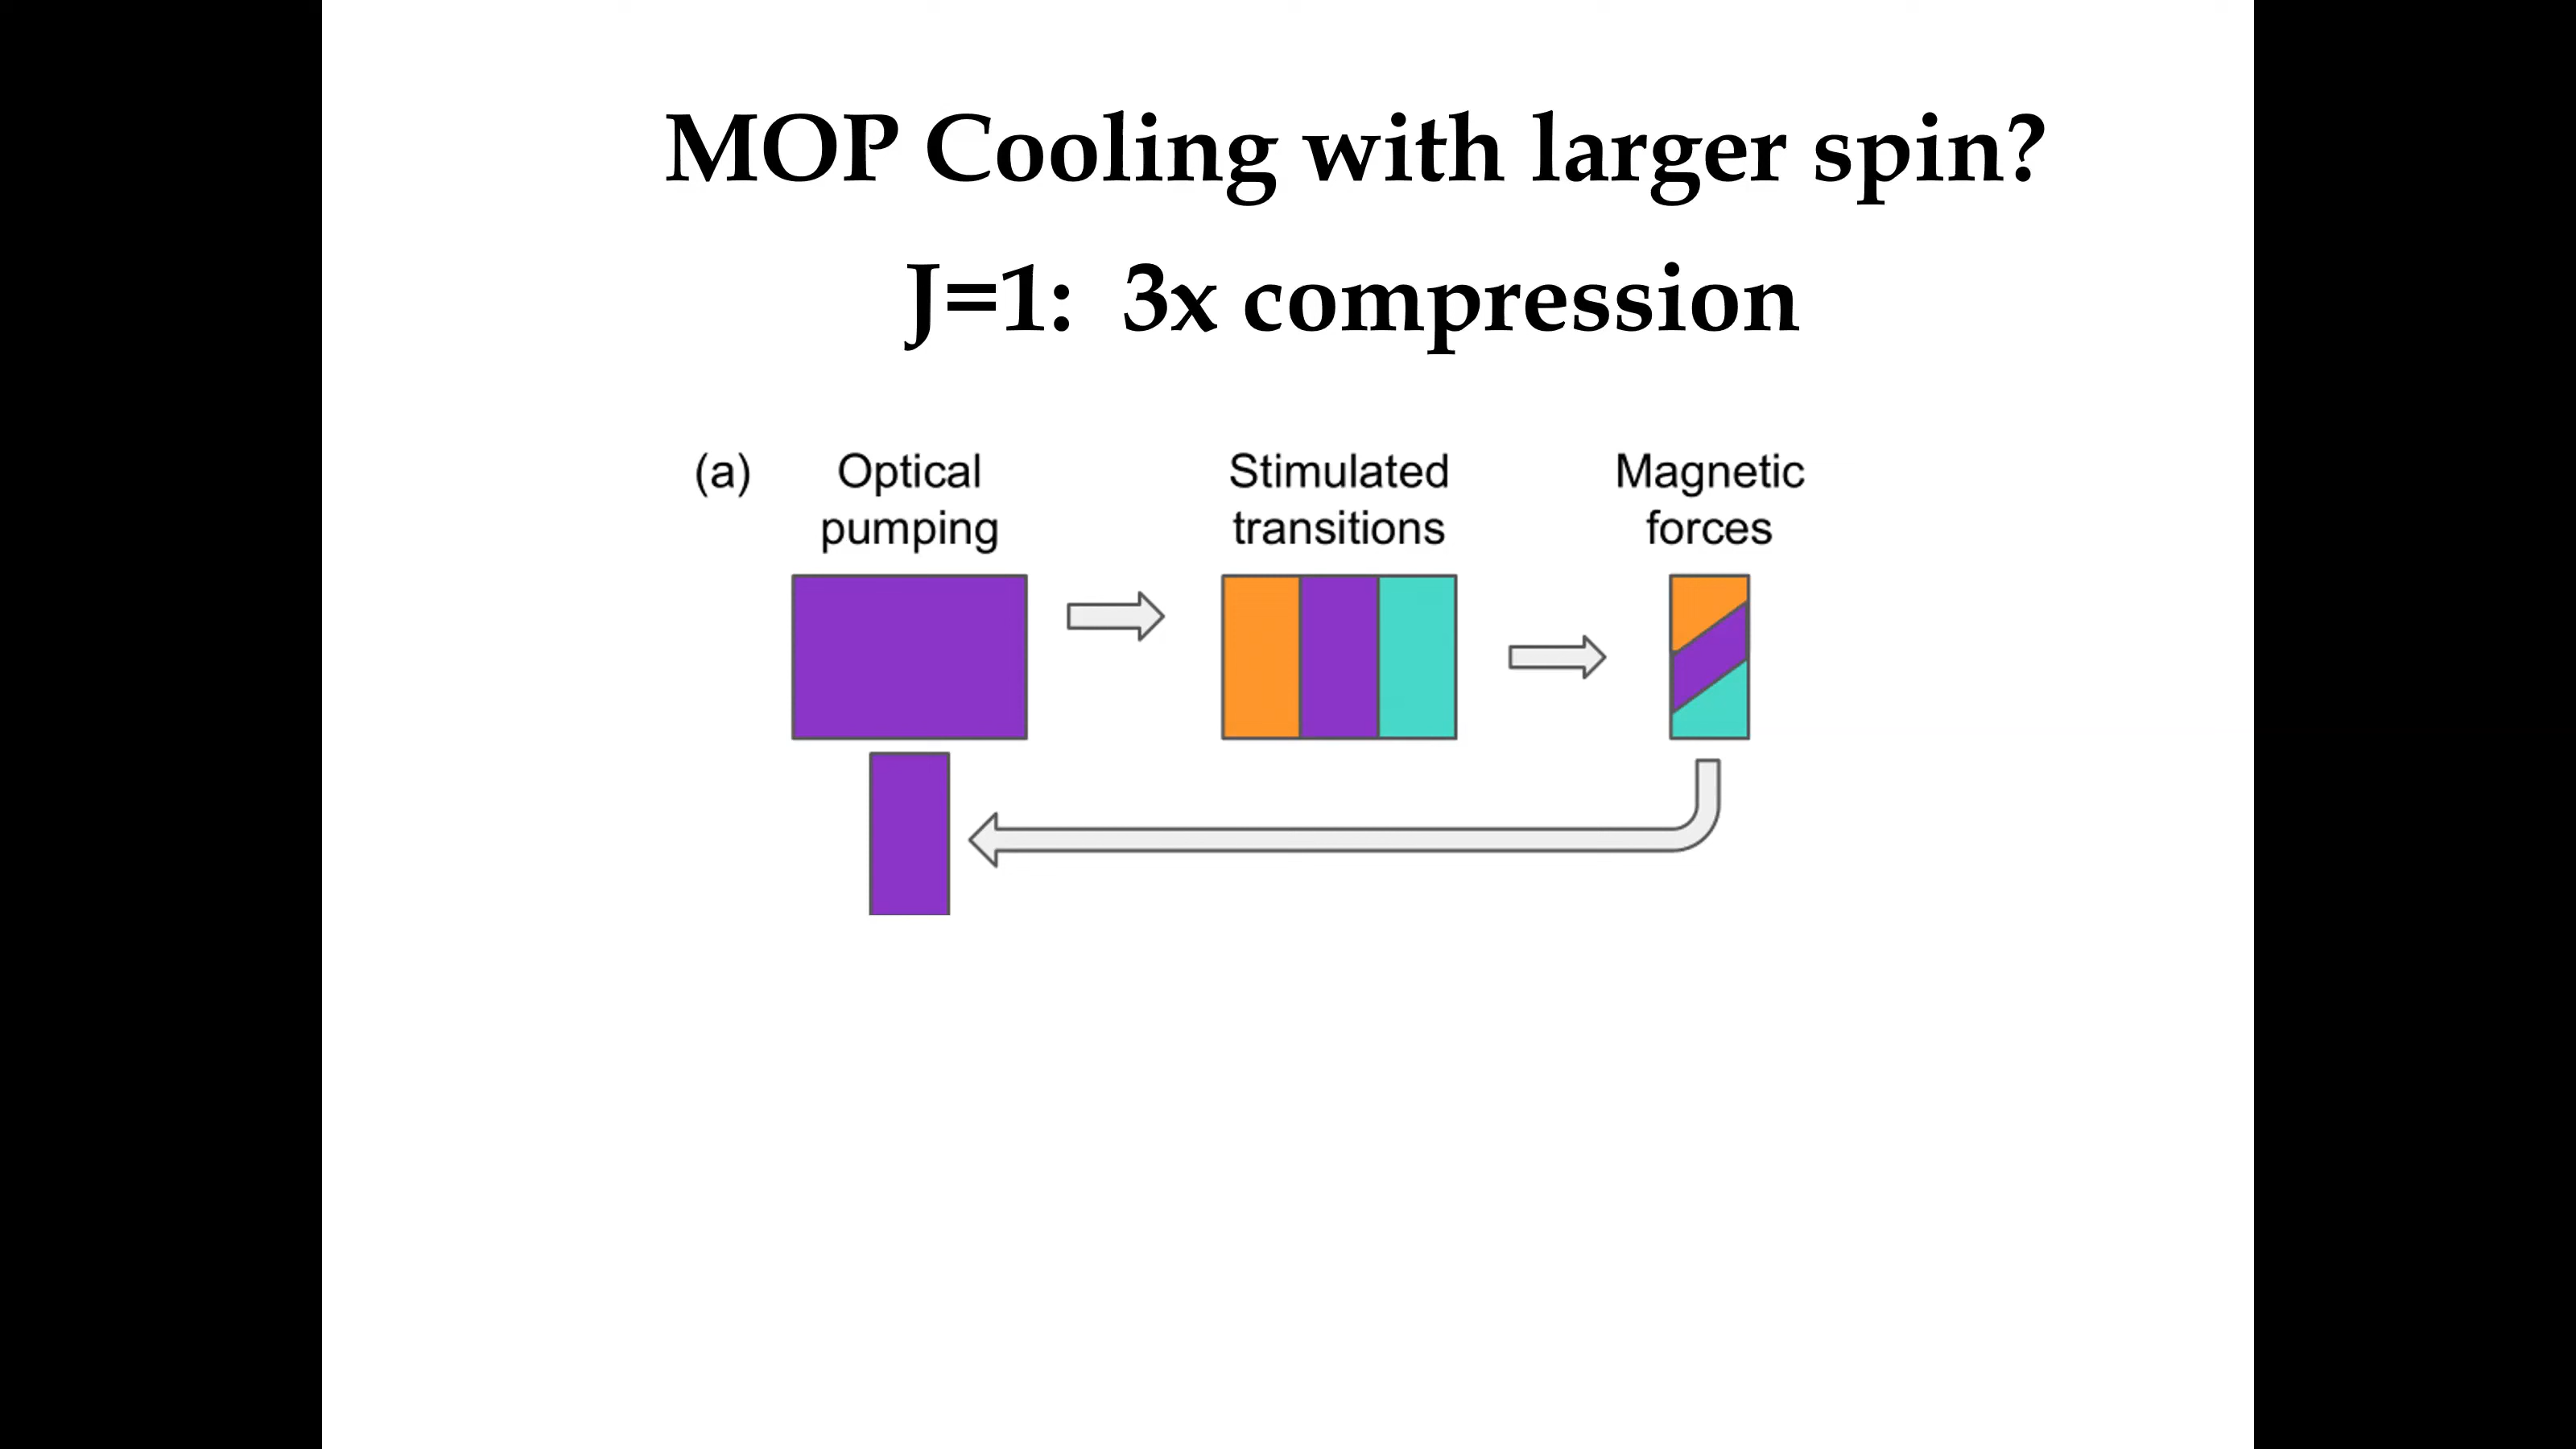 MOP Cooling with larger spin?
J=1: 3x compression
(a)
Optical
pumping
Stimulated
transitions
Magnetic
forces